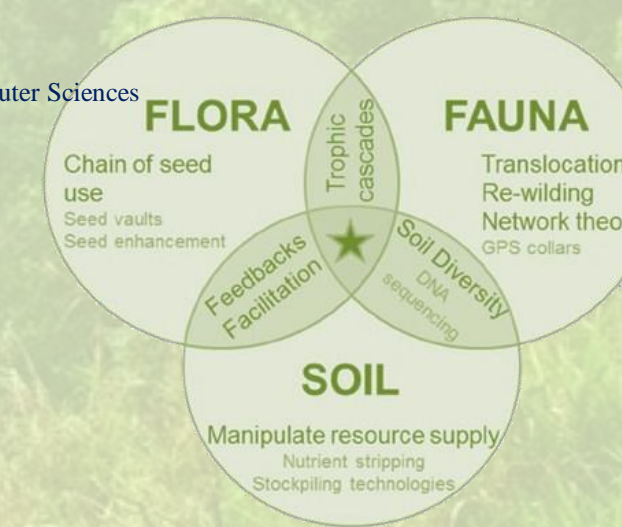 uter Sciences
FLORA
Chain of seed
use
Seed vaults
Seed enhancement
Trophic
cascades
FAUNA
Translocation
Re-wilding
Network theo
GPS collars
Feedbacks
Facilitation
Soil Diversity
DNA
sequencing
SOIL
Manipulate resource supply
Nutrient stripping
Stockpiling technologies